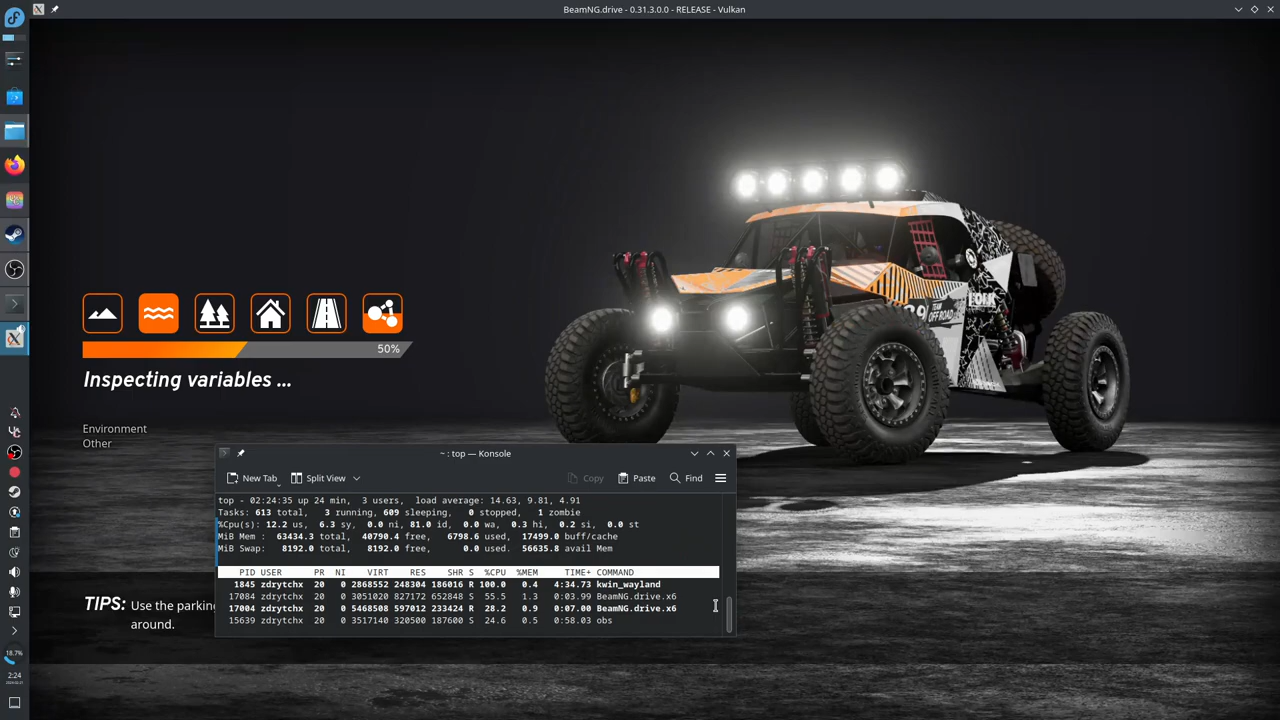 BeamNG.drive - 0.31.3.0.0 - RELEASE - Vulkan
50%
Inspecting variables ...
Environment
Other
~ : top — Konsole
New Tab Split View Copy Paste Find
top - 02:24:35 up 24 min, 3 users, load average: 14.63, 9.81, 4.91
Tasks: 613 total, 3 running, 609 sleeping, 0 stopped, 1 zombie
%Cpu(s): 12.2 us, 6.3 sy, 0.0 ni, 81.0 id, 0.0 wa, 0.3 hi, 0.2 si, 0.0 st
MiB Mem : 63434.3 total, 40790.4 free, 6798.6 used, 17499.0 buff/cache
MiB Swap: 8192.0 total, 8192.0 free, 0.0 used. 56635.8 avail Mem
PID USER PR NI VIRT RES SHR S %CPU %MEM TIME+ COMMAND
1845 zdrytchx 20 0 2868552 248304 186016 R 100.0 0.4 4:34.73 kwin_wayland
17084 zdrytchx 20 0 3051020 827172 652848 S 55.5 1.3 0:03.99 BeamNG.drive.x6
17004 zdrytchx 20 0 5468508 597012 233424 R 28.2 0.9 0:07.00 BeamNG.drive.x6
15639 zdrytchx 20 0 3517140 320500 187600 S 24.6 0.5 0:58.03 obs
TIPS: Use the parkin
around.
18.7%
2:24
TEAM
OFF ROAD